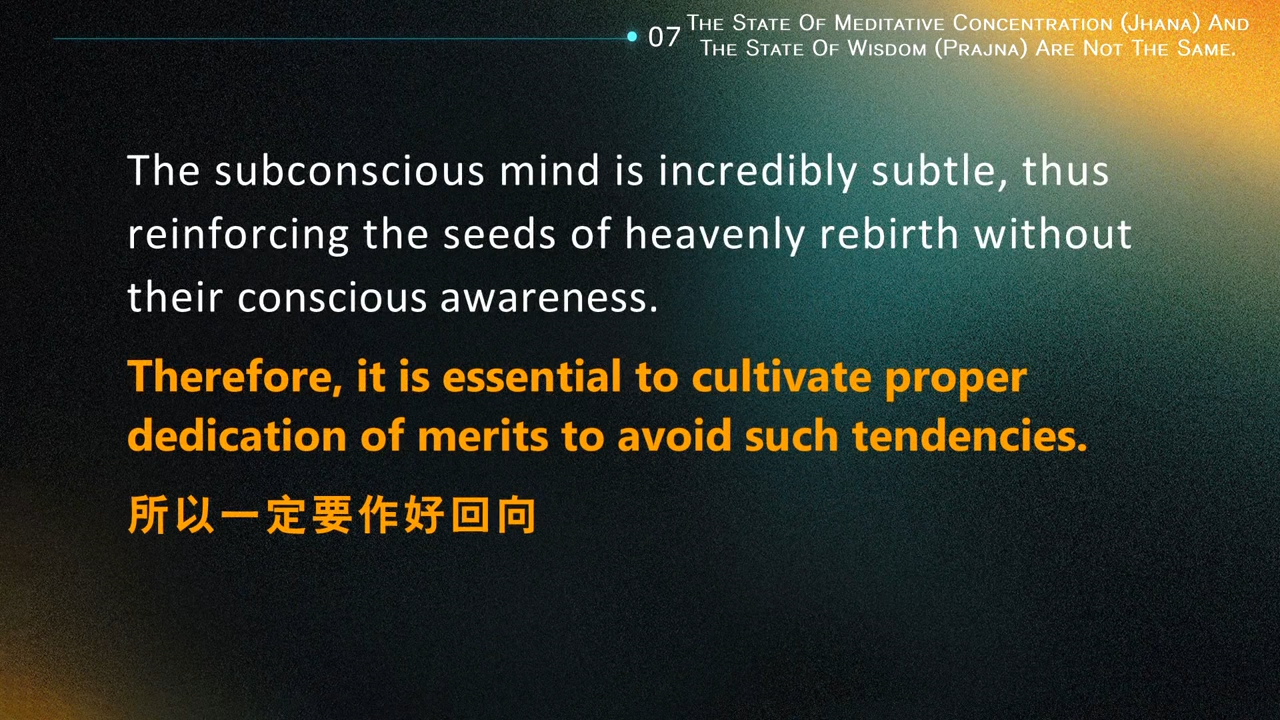 07
The State Of Meditative Concentration (Jhana) And
The State Of Wisdom (Prajna) Are Not The Same.
The subconscious mind is incredibly subtle, thus
reinforcing the seeds of heavenly rebirth without
their conscious awareness.
Therefore, it is essential to cultivate proper
dedication of merits to avoid such tendencies.
所以一定要作好回向